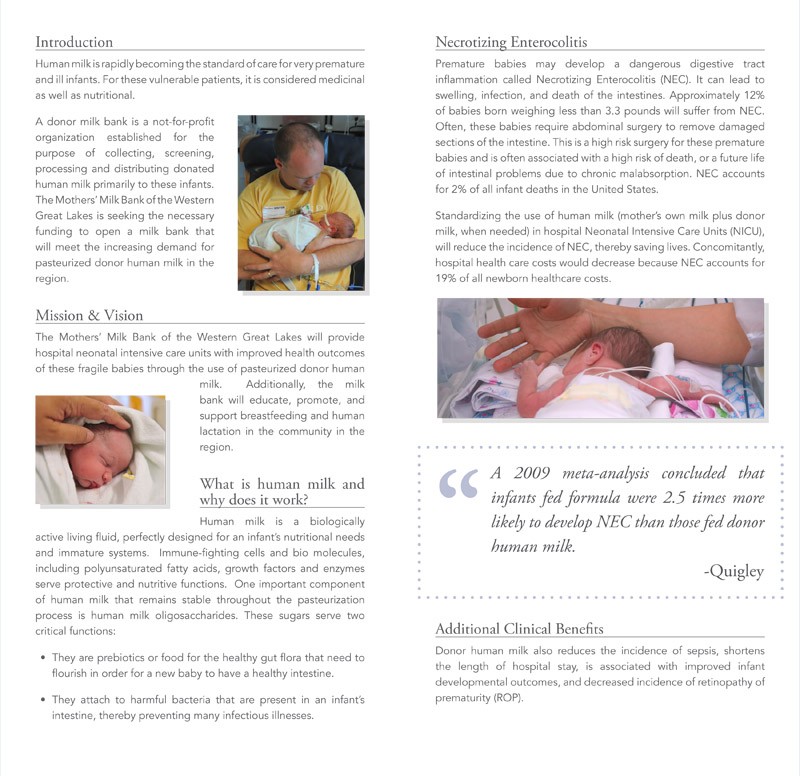 Introduction
Human milk is rapidly becoming the standard of care for very premature
and ill infants. For these vulnerable patients, it is considered medicinal
as well as nutritional.
A donor milk bank is a not-for-profit
organization established for the
purpose of collecting, screening,
processing and distributing donated
human milk primarily to these infants.
The Mothers' Milk Bank of the Western
Great Lakes is seeking the necessary
funding to open a milk bank that
will meet the increasing demand for
pasteurized donor human milk in the
region.
Mission & Vision
The Mothers' Milk Bank of the Western Great Lakes will provide
hospital neonatal intensive care units with improved health outcomes
of these fragile babies through the use of pasteurized donor human
milk. Additionally, the milk
bank will educate, promote, and
support breastfeeding and human
lactation in the community in the
region.
What is human milk and
why does it work?
Human milk is a biologically
active living fluid, perfectly designed for an infant's nutritional needs
and immature systems. Immune-fighting cells and bio molecules,
including polyunsaturated fatty acids, growth factors and enzymes
serve protective and nutritive functions. One important component
of human milk that remains stable throughout the pasteurization
process is human milk oligosaccharides. These sugars serve two
critical functions:
• They are prebiotics or food for the healthy gut flora that need to
flourish in order for a new baby to have a healthy intestine.
• They attach to harmful bacteria that are present in an infant's
intestine, thereby preventing many infectious illnesses.
Necrotizing Enterocolitis
Premature babies may develop a dangerous digestive tract
inflammation called Necrotizing Enterocolitis (NEC). It can lead to
swelling, infection, and death of the intestines. Approximately 12%
of babies born weighing less than 3.3 pounds will suffer from NEC.
Often, these babies require abdominal surgery to remove damaged
sections of the intestine. This is a high risk surgery for these premature
babies and is often associated with a high risk of death, or a future life
of intestinal problems due to chronic malabsorption. NEC accounts
for 2% of all infant deaths in the United States.
Standardizing the use of human milk (mother's own milk plus donor
milk, when needed) in hospital Neonatal Intensive Care Units (NICU),
will reduce the incidence of NEC, thereby saving lives. Concomitantly,
hospital health care costs would decrease because NEC accounts for
19% of all newborn healthcare costs.
“ A 2009 meta-analysis concluded that
infants fed formula were 2.5 times more
likely to develop NEC than those fed donor
human milk.
-Quigley
Additional Clinical Benefits
Donor human milk also reduces the incidence of sepsis, shortens
the length of hospital stay, is associated with improved infant
developmental outcomes, and decreased incidence of retinopathy of
prematurity (ROP).